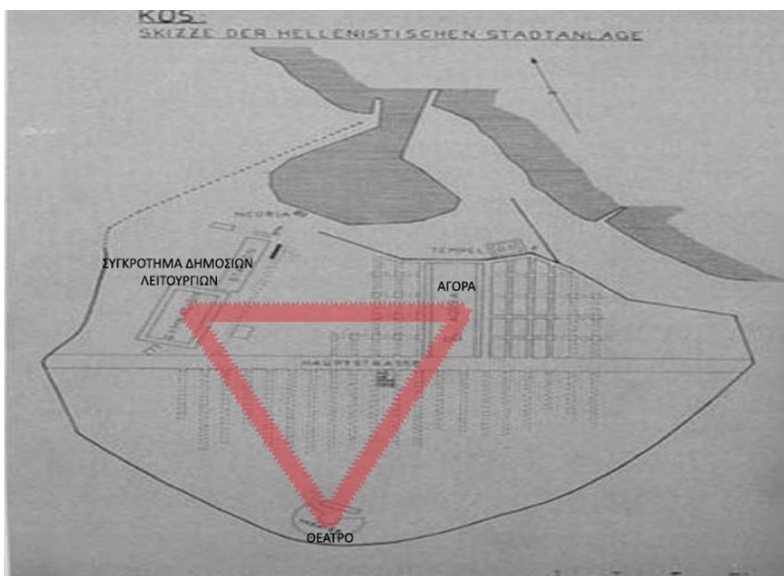 KOS.
SKIZZE DER HELLENISTISCHEN STADTANLAGE
TEMPEL
ΣΥΓΚΡΟΤΗΜΑ ΔΗΜΟΣΙΩΝ
ΛΕΙΤΟΥΡΓΙΩΝ
ΑΓΟΡΑ
HAUPTSTRASSE
ΘΕΑΤΡΟ